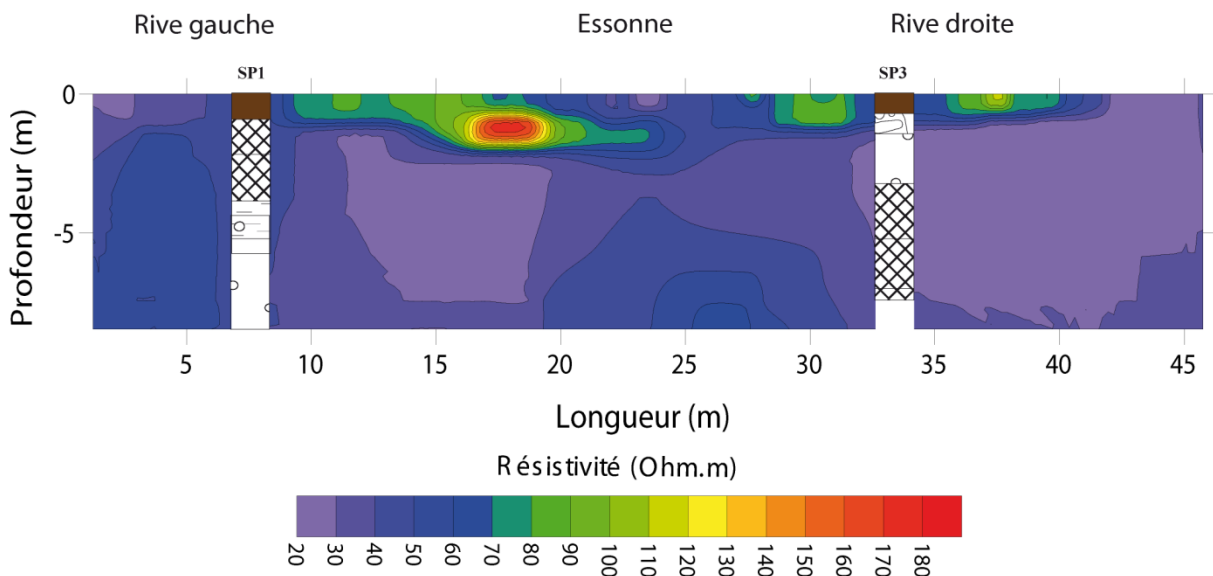 Rive gauche Essonne Rive droite
SP1 SP3
0
-5
Profondeur (m)
5 10 15 20 25 30 35 40 45
Longueur (m)
Résistivité (Ohm.m)
20 30 40 50 60 70 80 90 100 110 120 130 140 150 160 170 180